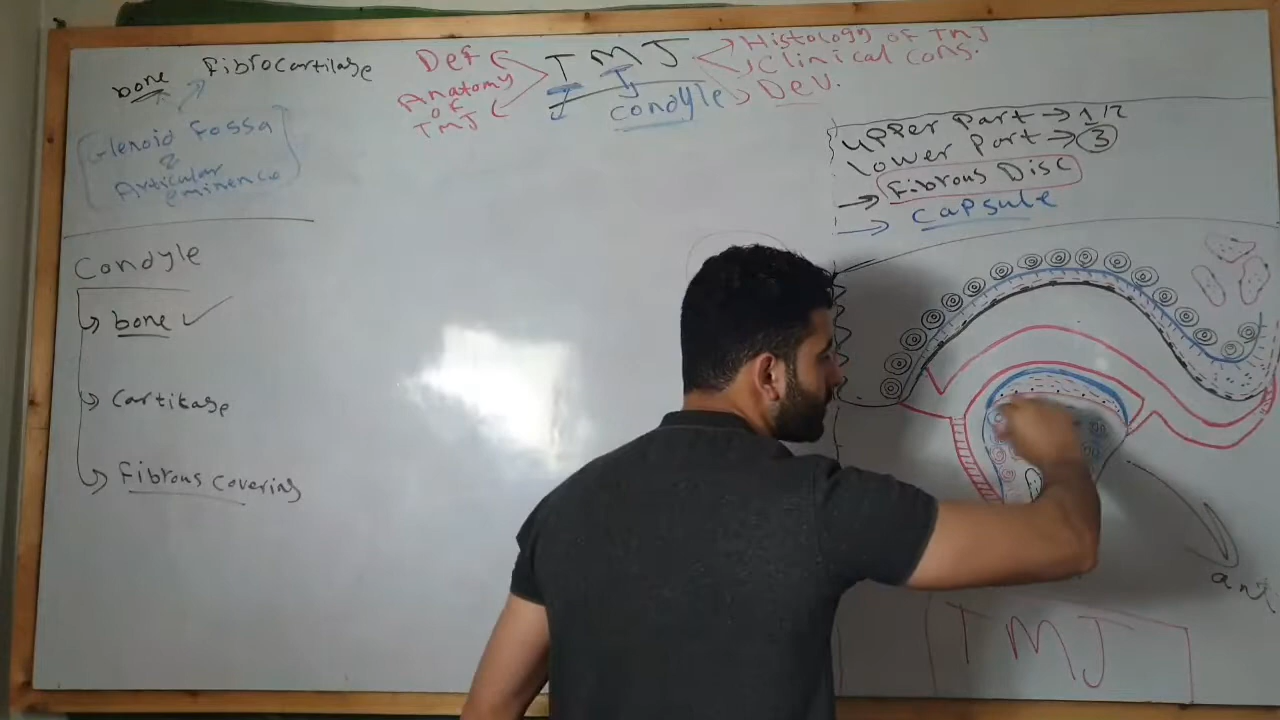 bone
Fibrocartilage
Glenoid Fossa
&
Articular
eminence
Def
Anatomy
of
TMJ
TMJ
condyle
Histology of TMJ
Clinical Cons.
Dev.
upper part → 1/2
Lower part → 3
→ Fibrous Disc
→ capsule
Condyle
bone ✓
Cartilage
Fibrous covering
TMJ